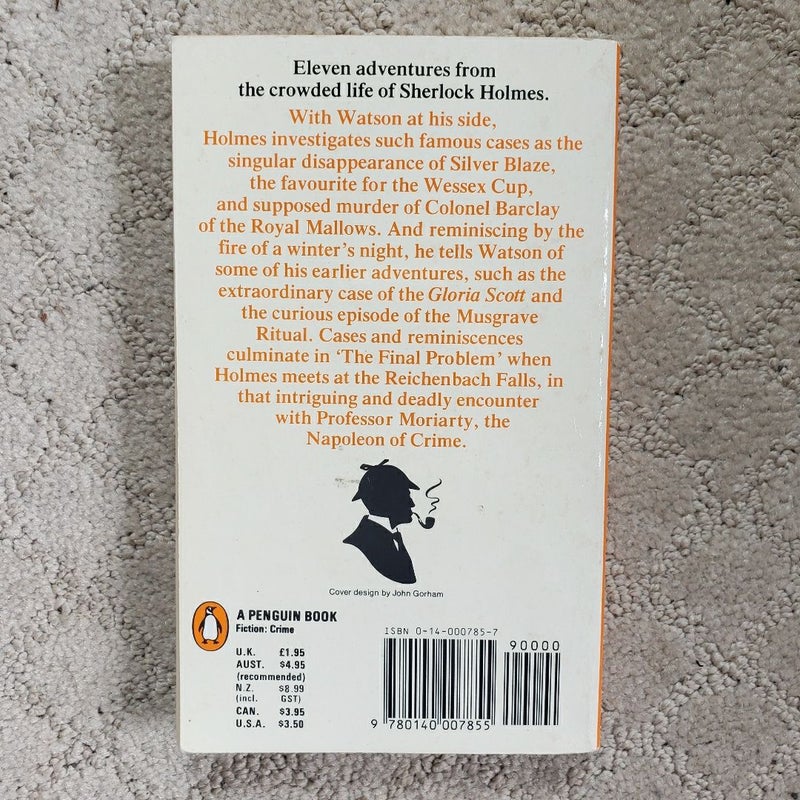 Eleven adventures from
the crowded life of Sherlock Holmes.
With Watson at his side,
Holmes investigates such famous cases as the
singular disappearance of Silver Blaze,
the favourite for the Wessex Cup,
and supposed murder of Colonel Barclay
of the Royal Mallows. And reminiscing by the
fire of a winter's night, he tells Watson of
some of his earlier adventures, such as the
extraordinary case of the Gloria Scott and
the curious episode of the Musgrave
Ritual. Cases and reminiscences
culminate in ‘The Final Problem’ when
Holmes meets at the Reichenbach Falls, in
that intriguing and deadly encounter
with Professor Moriarty, the
Napoleon of Crime.
Cover design by John Gorham
A PENGUIN BOOK
Fiction: Crime
U.K. £1.95
AUST. $4.95
(recommended)
N.Z. $8.99
(incl. GST)
CAN. $3.95
U.S.A. $3.50
ISBN 0-14-000785-7
90000
9 780140 007855